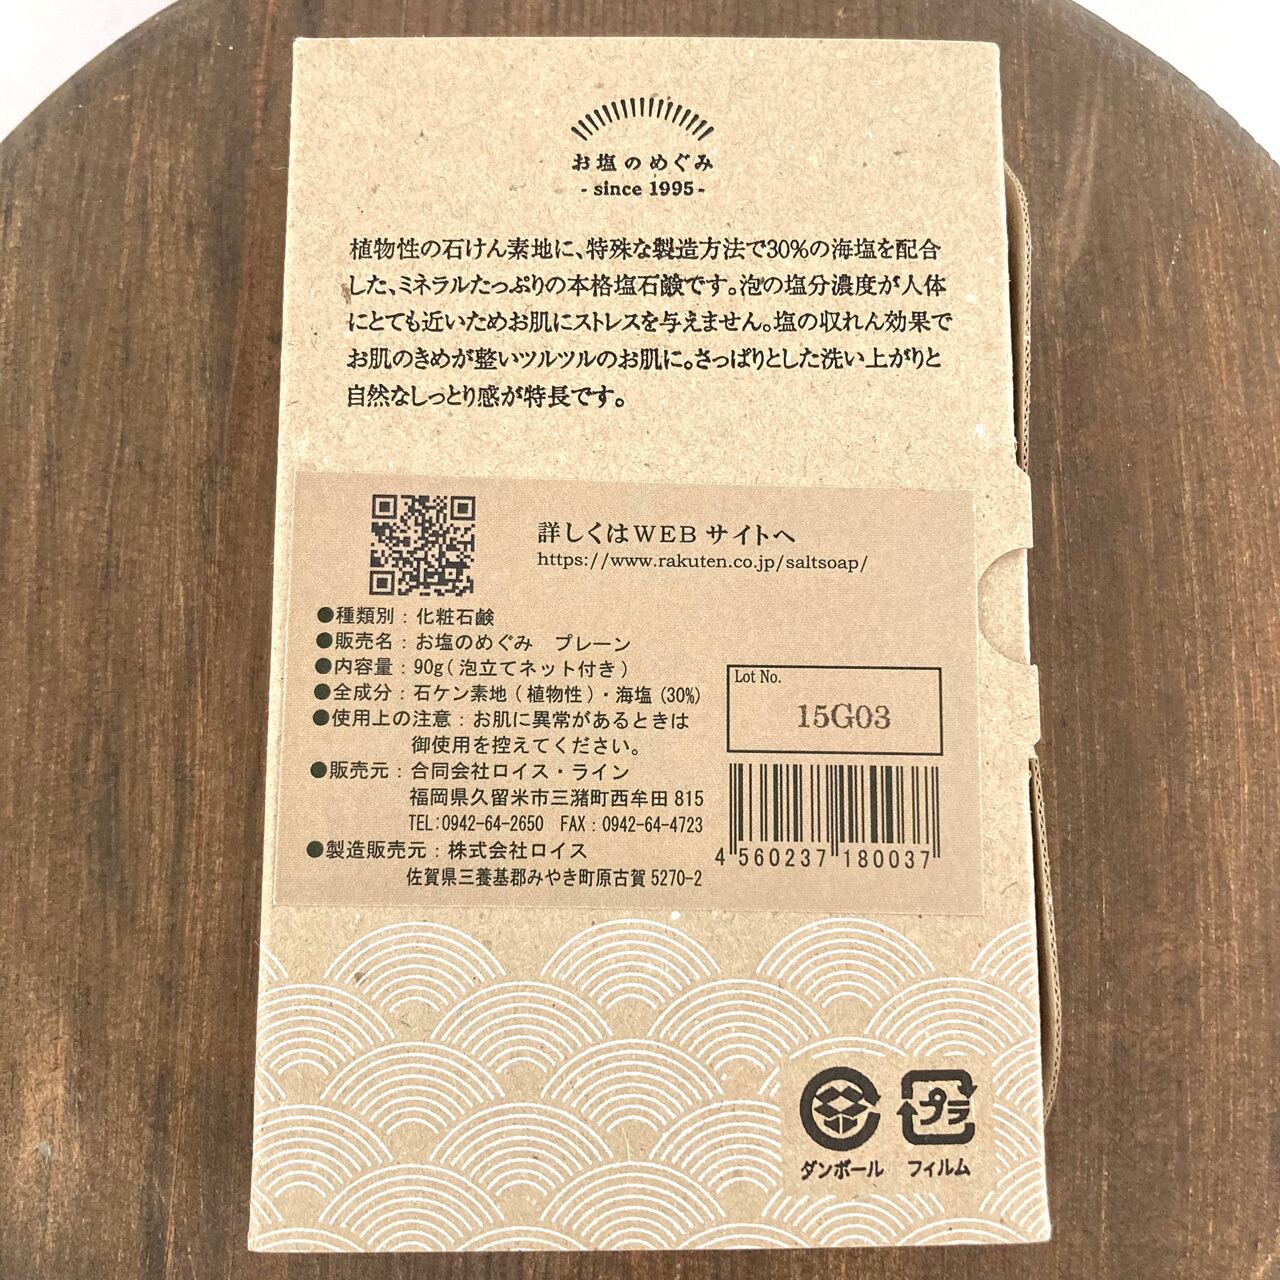 お塩のめぐみ
- since 1995 -
植物性の石けん素地に、特殊な製造方法で30%の海塩を配合
した、ミネラルたっぷりの本格塩石鹸です。泡の塩分濃度が人体
にとても近いためお肌にストレスを与えません。塩の収れん効果で
お肌のきめが整いツルツルのお肌に。さっぱりとした洗い上がりと
自然なしっとり感が特長です。
詳しくはWEBサイトへ
https://www.rakuten.co.jp/saltsoap/
●種類別：化粧石鹸
●販売名：お塩のめぐみ　プレーン
●内容量：90g(泡立てネット付き)
●全成分：石ケン素地(植物性)・海塩(30%)
●使用上の注意：お肌に異常があるときは
御使用を控えてください。
●販売元：合同会社ロイス・ライン
福岡県久留米市三潴町西牟田815
TEL:0942-64-2650　FAX：0942-64-4723
●製造販売元：株式会社ロイス
佐賀県三養基郡みやき町原古賀5270-2
Lot No.
15G03
4 560237 180037
プラ
ダンボール フィルム